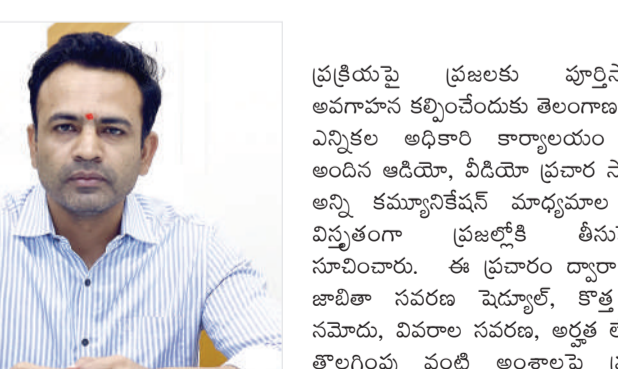 ప్రక్రియపై ప్రజలకు
అవగాహన కల్పించేందుకు తెలంగాణ
ఎన్నికల అధికారి కార్యాలయం
అందిన ఆడియో, వీడియో ప్రచార
అన్ని కమ్యూనికేషన్ మాధ్యమాల
విస్తృతంగా ప్రజల్లోకి
సూచించారు. ఈ ప్రచారం ద్వారా
జాబితా సవరణ షెడ్యూల్, కొత్త
నమోదు, వివరాల సవరణ, అర్హత
తొలగింపు వంటి అంశాలపై